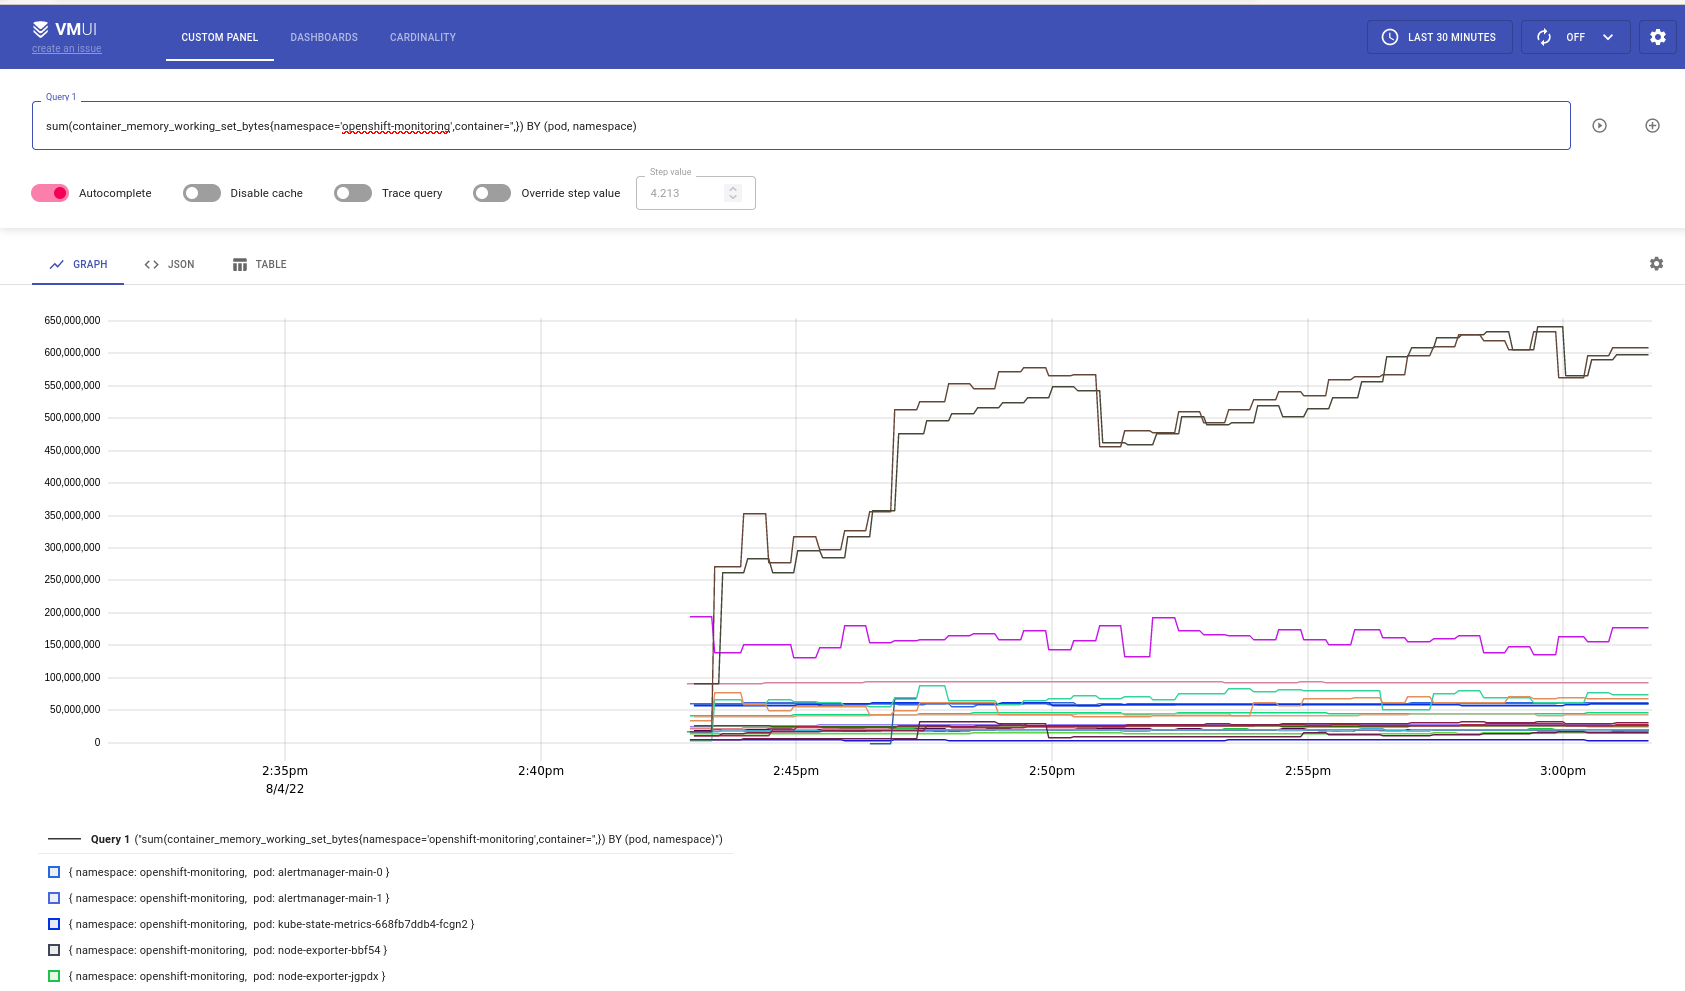 VMUI
create an issue
CUSTOM PANEL
DASHBOARDS
CARDINALITY
LAST 30 MINUTES
OFF
Query 1
sum(container_memory_working_set_bytes{namespace='openshift-monitoring',container='',}) BY (pod, namespace)
Autocomplete
Disable cache
Trace query
Override step value
Step value
4.213
GRAPH
JSON
TABLE
650,000,000
600,000,000
550,000,000
500,000,000
450,000,000
400,000,000
350,000,000
300,000,000
250,000,000
200,000,000
150,000,000
100,000,000
50,000,000
0
2:35pm
8/4/22
2:40pm
2:45pm
2:50pm
2:55pm
3:00pm
Query 1 ("sum(container_memory_working_set_bytes{namespace='openshift-monitoring',container='',}) BY (pod, namespace)")
{ namespace: openshift-monitoring, pod: alertmanager-main-0 }
{ namespace: openshift-monitoring, pod: alertmanager-main-1 }
{ namespace: openshift-monitoring, pod: kube-state-metrics-668fb7ddb4-fcgn2 }
{ namespace: openshift-monitoring, pod: node-exporter-bbf54 }
{ namespace: openshift-monitoring, pod: node-exporter-jgpdx }